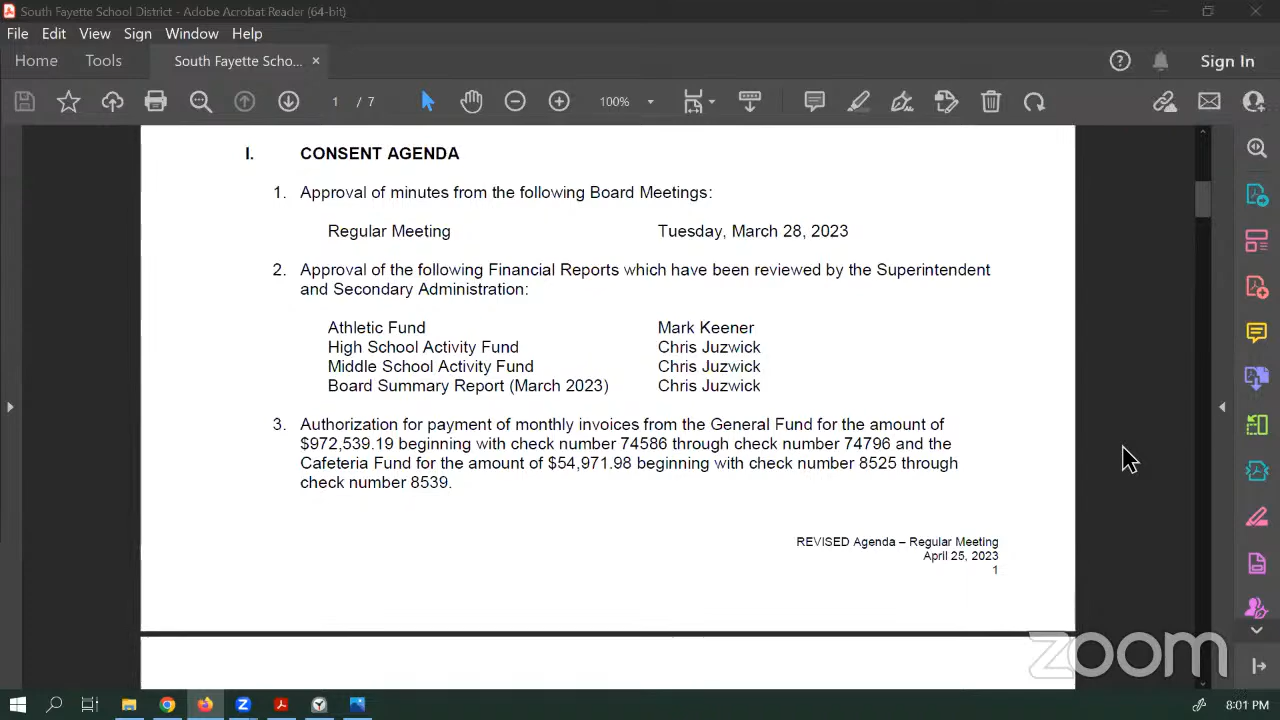 South Fayette School District - Adobe Acrobat Reader (64-bit)
File Edit View Sign Window Help
Home Tools South Fayette Scho... × Sign In
1 / 7 100%
I. CONSENT AGENDA
1. Approval of minutes from the following Board Meetings:
Regular Meeting Tuesday, March 28, 2023
2. Approval of the following Financial Reports which have been reviewed by the Superintendent
and Secondary Administration:
Athletic Fund Mark Keener
High School Activity Fund Chris Juzwick
Middle School Activity Fund Chris Juzwick
Board Summary Report (March 2023) Chris Juzwick
3. Authorization for payment of monthly invoices from the General Fund for the amount of
$972,539.19 beginning with check number 74586 through check number 74796 and the
Cafeteria Fund for the amount of $54,971.98 beginning with check number 8525 through
check number 8539.
REVISED Agenda – Regular Meeting
April 25, 2023
1
zoom
8:01 PM